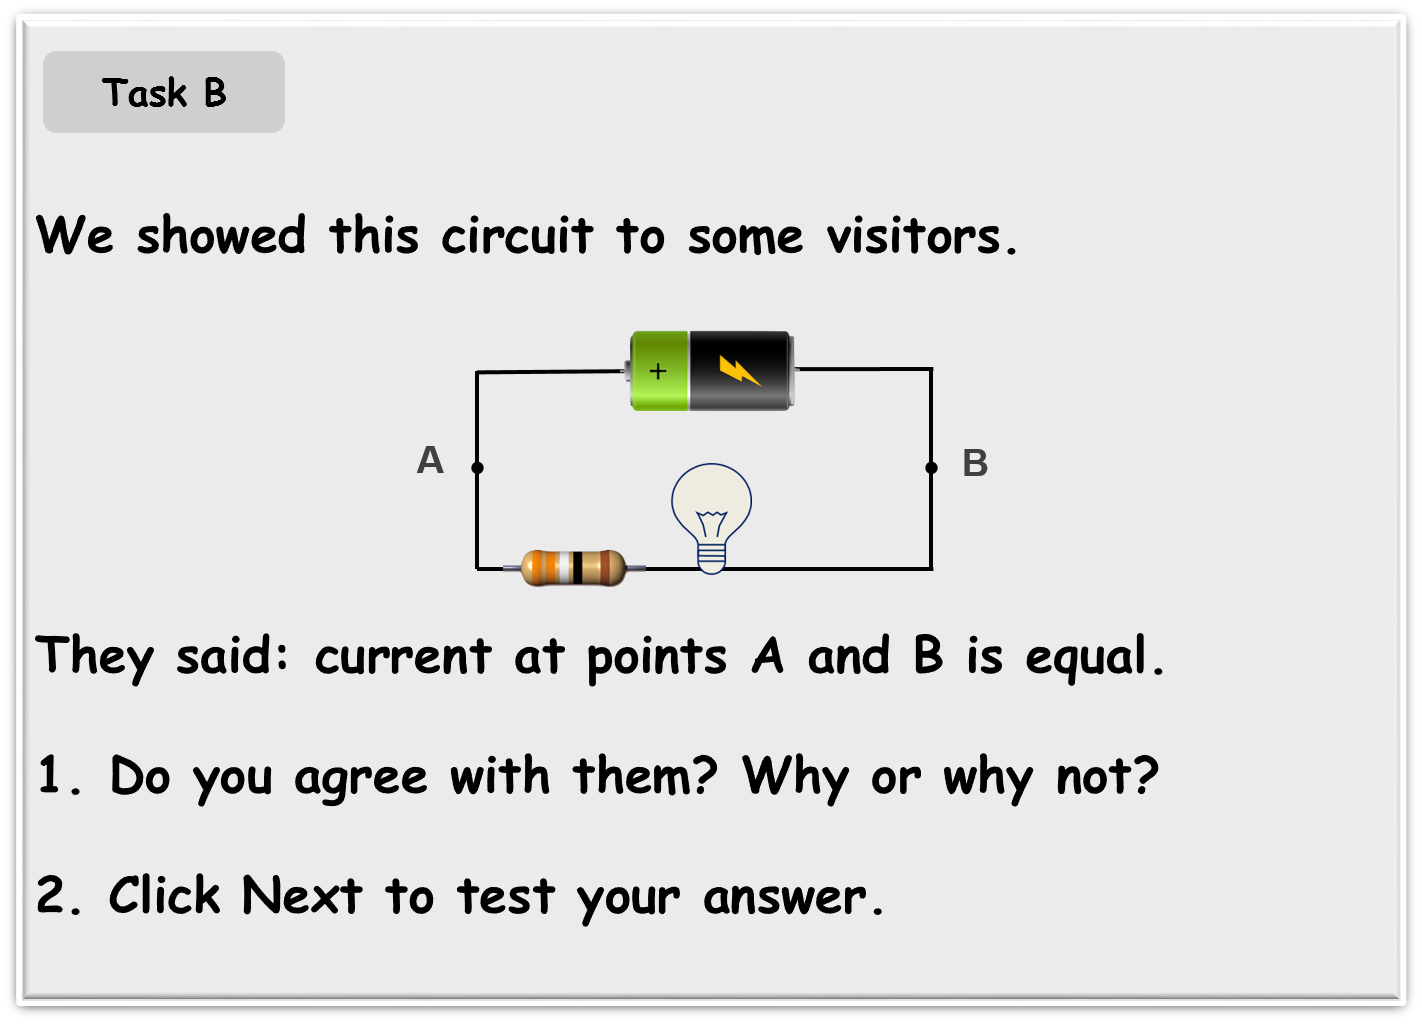 Task B
We showed this circuit to some visitors.
+
A
B
They said: current at points A and B is equal.
1. Do you agree with them? Why or why not?
2. Click Next to test your answer.